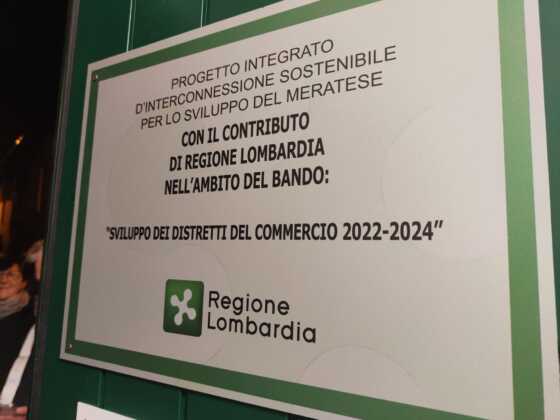 PROGETTO INTEGRATO
D'INTERCONNESSIONE SOSTENIBILE
PER LO SVILUPPO DEL MERATESE
CON IL CONTRIBUTO
DI REGIONE LOMBARDIA
NELL'AMBITO DEL BANDO:
"SVILUPPO DEI DISTRETTI DEL COMMERCIO 2022-2024"
Regione
Lombardia